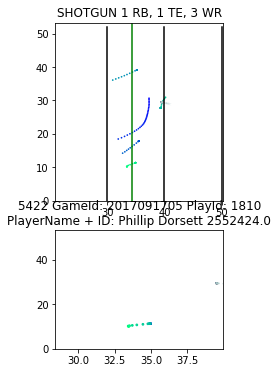 SHOTGUN 1 RB, 1 TE, 3 WR
50
40
30
20
10
0
30 40 50
5422 GameId: 2017091705 PlayId: 1810
PlayerName + ID: Phillip Dorsett 2552424.0
40
20
0
30.0 32.5 35.0 37.5